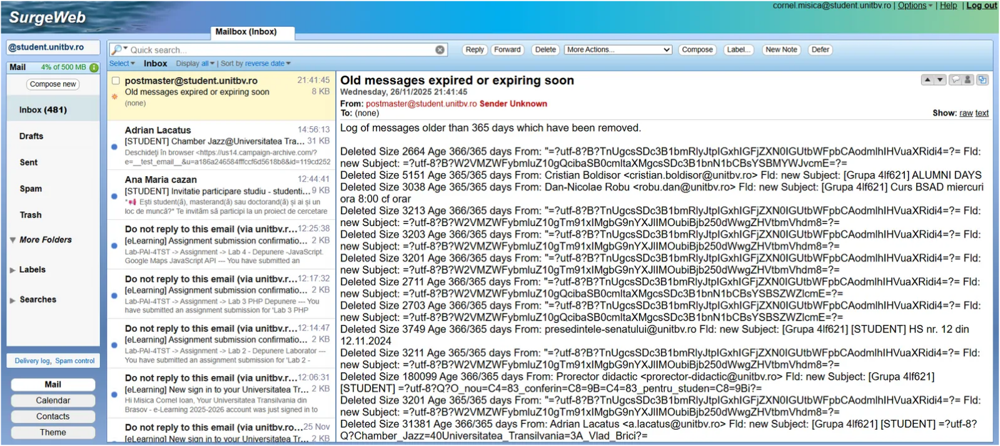 SurgeWeb
cornel.misica@student.unitbv.ro | Options | Help | Log out
Mailbox (Inbox)
@student.unitbv.ro
Mail 4% of 500 MB
Compose new
Inbox (481)
Drafts
Sent
Spam
Trash
More Folders
Labels
Searches
Delivery log, Spam control
Mail
Calendar
Contacts
Theme
Quick search...
Reply Forward Delete More Actions... Compose Label... New Note Defer
Select Inbox Display all | Sort by reverse date
postmaster@student.unitbv.ro 21:41:45
Old messages expired or expiring soon 8 KB
(none)
Adrian Lacatus 14:56:13
[STUDENT] Chamber Jazz@Universitatea Tra... 31 KB
Deschideţi în browser <https://us14.campaign-archive.com/?
e=__test_email__&u=a186a246584fffccf6d5618b8&id=119cd252
Ana Maria cazan 12:44:41
[STUDENT] Invitatie participare studiu - studenti... 9 KB
* Ești student(ă), masterand(ă) sau doctorand(ă) și ai și un
loc de muncă?* Te invităm să participi la un proiect de cercetare
Do not reply to this email (via unitbv.r... 12:25:38
[eLearning] Assignment submission confirmatio... 2 KB
Lab-PAI-4TST -> Assignment -> Lab 4 - Depunere -JavaScript.
Google Maps JavaScript API --- You have submitted an
Do not reply to this email (via unitbv.r... 12:17:32
[eLearning] Assignment submission confirmatio... 2 KB
Lab-PAI-4TST -> Assignment -> Lab 3 PHP Depunere --- You
have submitted an assignment submission for 'Lab 3 PHP
Do not reply to this email (via unitbv.r... 12:14:47
[eLearning] Assignment submission confirmatio... 2 KB
Lab-PAI-4TST -> Assignment -> Lab 2 - Depunere Laborator ---
You have submitted an assignment submission for 'Lab 2 -
Do not reply to this email (via unitbv.r... 12:06:31
[eLearning] New sign in to your Universitatea Tr... 2 KB
Hi Misica Cornel Ioan, Your Universitatea Transilvania din
Brasov - e-Learning 2025-2026 account was just signed in to
Do not reply to this email (via unitbv.ro... 25 Nov
[eLearning] New sign in to your Universitatea Tr... 2 KB
Old messages expired or expiring soon
Wednesday, 26/11/2025 21:41:45
From: postmaster@student.unitbv.ro Sender Unknown
To: (none) Show: raw text
Log of messages older than 365 days which have been removed.
Deleted Size 2664 Age 366/365 days From: "=?utf-8?B?TnUgcsSDc3B1bmRlyJtpIGxhIGFjZXN0IGUtbWFpbCAodmlhIHVuaXRidi4=?= Fld:
new Subject: =?utf-8?B?W2VMZWFybmluZ10gQcibaSB0cmltaXMgcsSDc3B1bnN1bCBsYSBMYWJvcmE=?=
Deleted Size 5151 Age 365/365 days From: Cristian Boldisor <cristian.boldisor@unitbv.ro> Fld: new Subject: [Grupa 4lf621] ALUMNI DAYS
Deleted Size 3038 Age 365/365 days From: Dan-Nicolae Robu <robu.dan@unitbv.ro> Fld: new Subject: [Grupa 4lf621] Curs BSAD miercuri
ora 8:00 cf orar
Deleted Size 3213 Age 366/365 days From: "=?utf-8?B?TnUgcsSDc3B1bmRlyJtpIGxhIGFjZXN0IGUtbWFpbCAodmlhIHVuaXRidi4=?= Fld:
new Subject: =?utf-8?B?W2VMZWFybmluZ10gTm91xIMgbG9nYXJlIMOubiBjb250dWwgZHVtbmVhdm8=?=
Deleted Size 3203 Age 366/365 days From: "=?utf-8?B?TnUgcsSDc3B1bmRlyJtpIGxhIGFjZXN0IGUtbWFpbCAodmlhIHVuaXRidi4=?= Fld:
new Subject: =?utf-8?B?W2VMZWFybmluZ10gTm91xIMgbG9nYXJlIMOubiBjb250dWwgZHVtbmVhdm8=?=
Deleted Size 3201 Age 366/365 days From: "=?utf-8?B?TnUgcsSDc3B1bmRlyJtpIGxhIGFjZXN0IGUtbWFpbCAodmlhIHVuaXRidi4=?= Fld:
new Subject: =?utf-8?B?W2VMZWFybmluZ10gTm91xIMgbG9nYXJlIMOubiBjb250dWwgZHVtbmVhdm8=?=
Deleted Size 2711 Age 366/365 days From: "=?utf-8?B?TnUgcsSDc3B1bmRlyJtpIGxhIGFjZXN0IGUtbWFpbCAodmlhIHVuaXRidi4=?= Fld:
new Subject: =?utf-8?B?W2VMZWFybmluZ10gQcibaSB0cmltaXMgcsSDc3B1bnN1bCBsYSBSZWZlcmE=?=
Deleted Size 2703 Age 366/365 days From: "=?utf-8?B?TnUgcsSDc3B1bmRlyJtpIGxhIGFjZXN0IGUtbWFpbCAodmlhIHVuaXRidi4=?= Fld:
new Subject: =?utf-8?B?W2VMZWFybmluZ10gQcibaSB0cmltaXMgcsSDc3B1bnN1bCBsYSBSZWZlcmE=?=
Deleted Size 3749 Age 366/365 days From: presedintele-senatului@unitbv.ro Fld: new Subject: [Grupa 4lf621] [STUDENT] HS nr. 12 din
12.11.2024
Deleted Size 3211 Age 365/365 days From: "=?utf-8?B?TnUgcsSDc3B1bmRlyJtpIGxhIGFjZXN0IGUtbWFpbCAodmlhIHVuaXRidi4=?= Fld:
new Subject: =?utf-8?B?W2VMZWFybmluZ10gTm91xIMgbG9nYXJlIMOubiBjb250dWwgZHVtbmVhdm8=?=
Deleted Size 180099 Age 366/365 days From: Prorector didactic <prorector-didactic@unitbv.ro> Fld: new Subject: [Grupa 4lf621]
[STUDENT] =?utf-8?Q?O_nou=C4=83_conferin=C8=9B=C4=83_pentru_studen=C8=9Bi?=
Deleted Size 3201 Age 366/365 days From: "=?utf-8?B?TnUgcsSDc3B1bmRlyJtpIGxhIGFjZXN0IGUtbWFpbCAodmlhIHVuaXRidi4=?= Fld:
new Subject: =?utf-8?B?W2VMZWFybmluZ10gTm91xIMgbG9nYXJlIMOubiBjb250dWwgZHVtbmVhdm8=?=
Deleted Size 31381 Age 366/365 days From: Adrian Lacatus <a.lacatus@unitbv.ro> Fld: new Subject: [Grupa 4lf621] [STUDENT] =?utf-8?
Q?Chamber_Jazz=40Universitatea_Transilvania=3A_Vlad_Brici?=